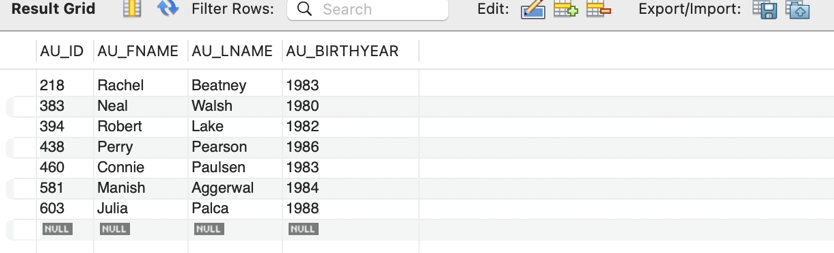 Result Grid Filter Rows: Search Edit: Export/Import:
AU_ID AU_FNAME AU_LNAME AU_BIRTHYEAR
218 Rachel Beatney 1983
383 Neal Walsh 1980
394 Robert Lake 1982
438 Perry Pearson 1986
460 Connie Paulsen 1983
581 Manish Aggerwal 1984
603 Julia Palca 1988
NULL NULL NULL NULL